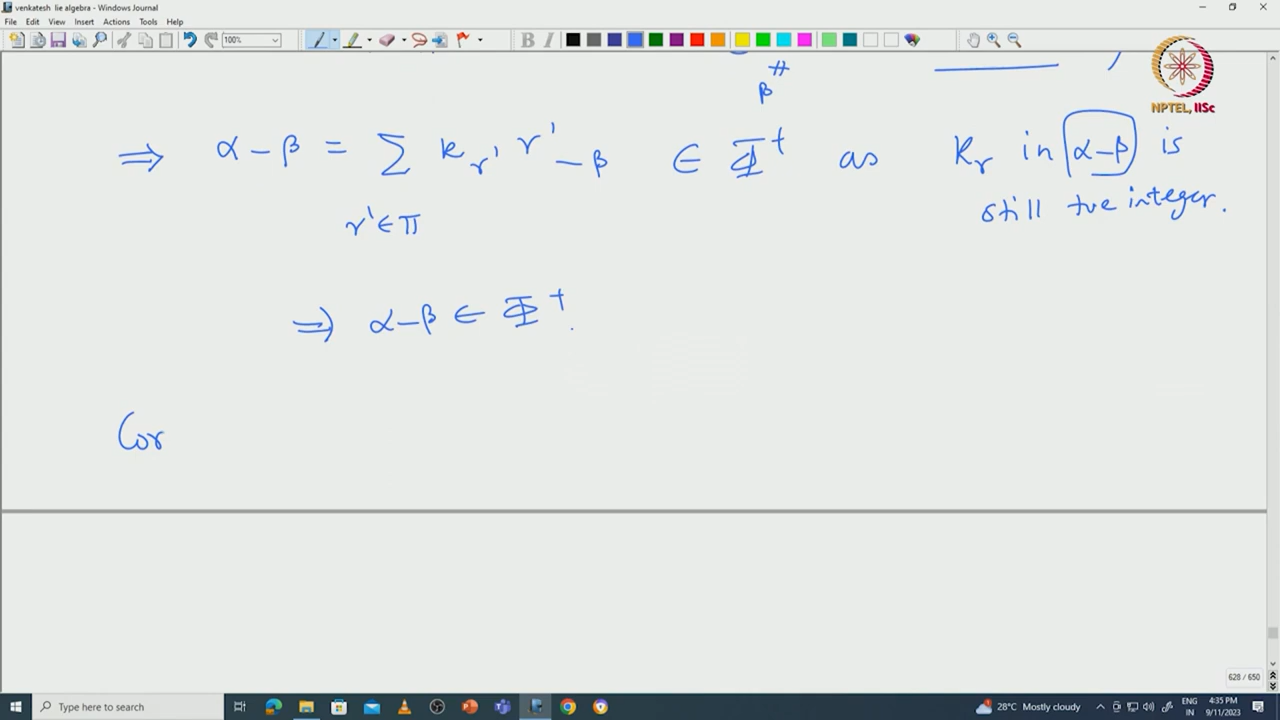 venkatesh lie algebra - Windows Journal
File Edit View Insert Actions Tools Help
100%
β^#
NPTEL, IISc
⇒ α-β = Σ k_r' r' - β ∈ Φ^+ as k_r in α-β is
r' ∈ π
still +ve integer.
⇒ α-β ∈ Φ^+.
Cor
628 / 650
Type here to search
28°C Mostly cloudy
ENG
IN
4:35 PM
9/11/2023